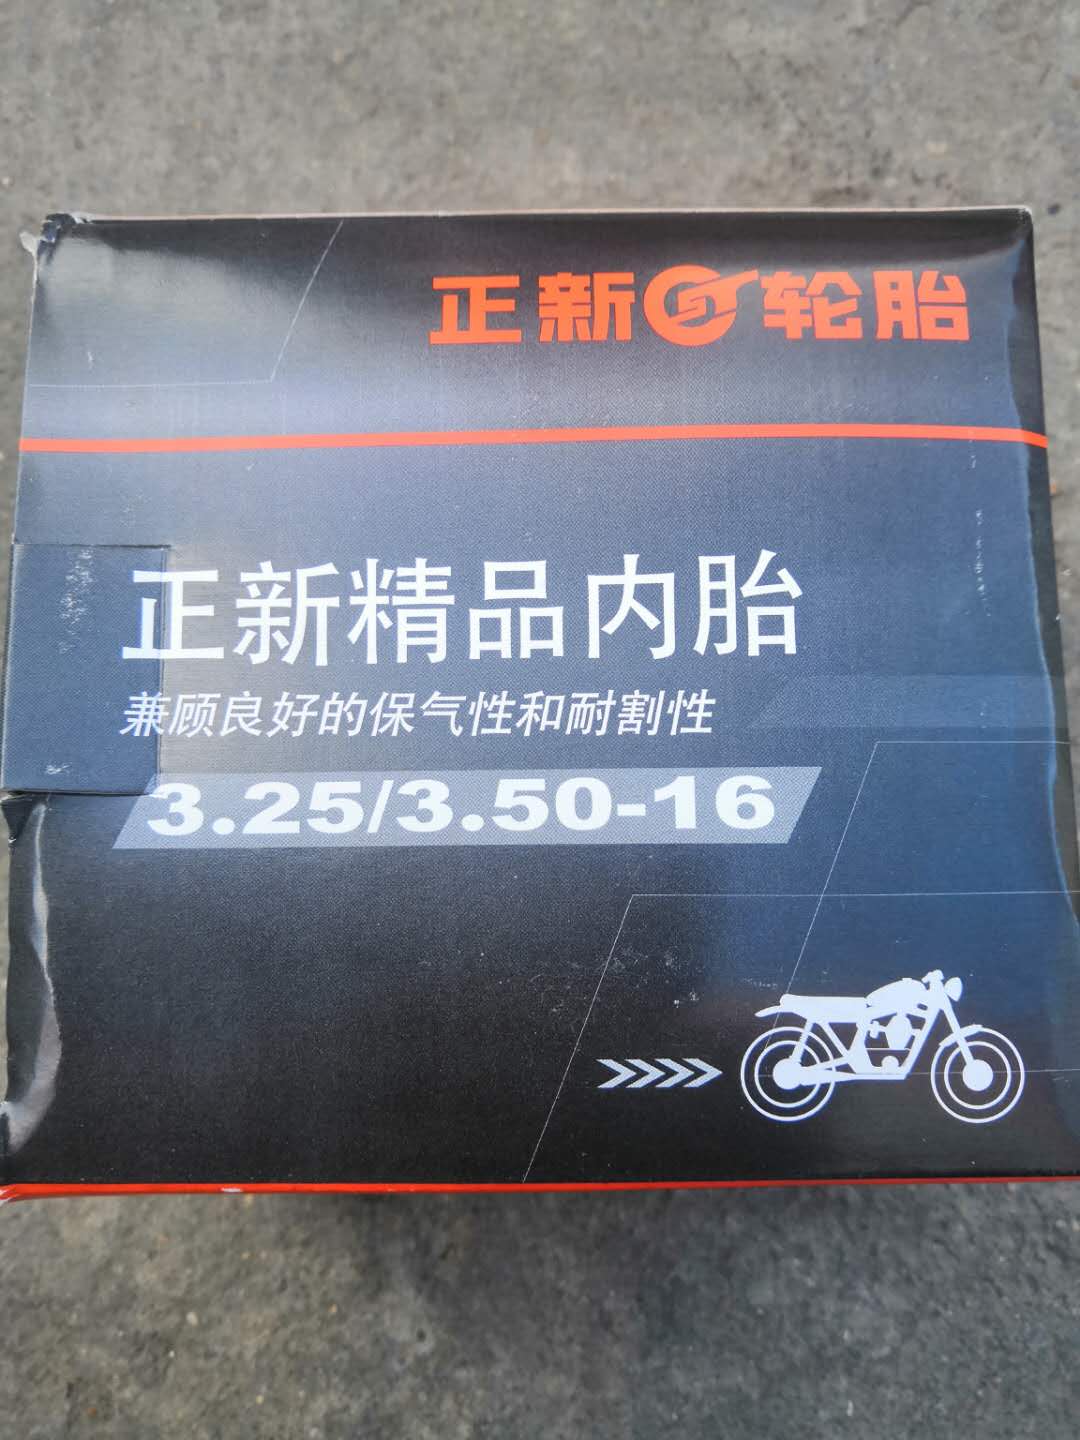 正新轮胎
正新精品内胎
兼顾良好的保气性和耐割性
3.25/3.50-16